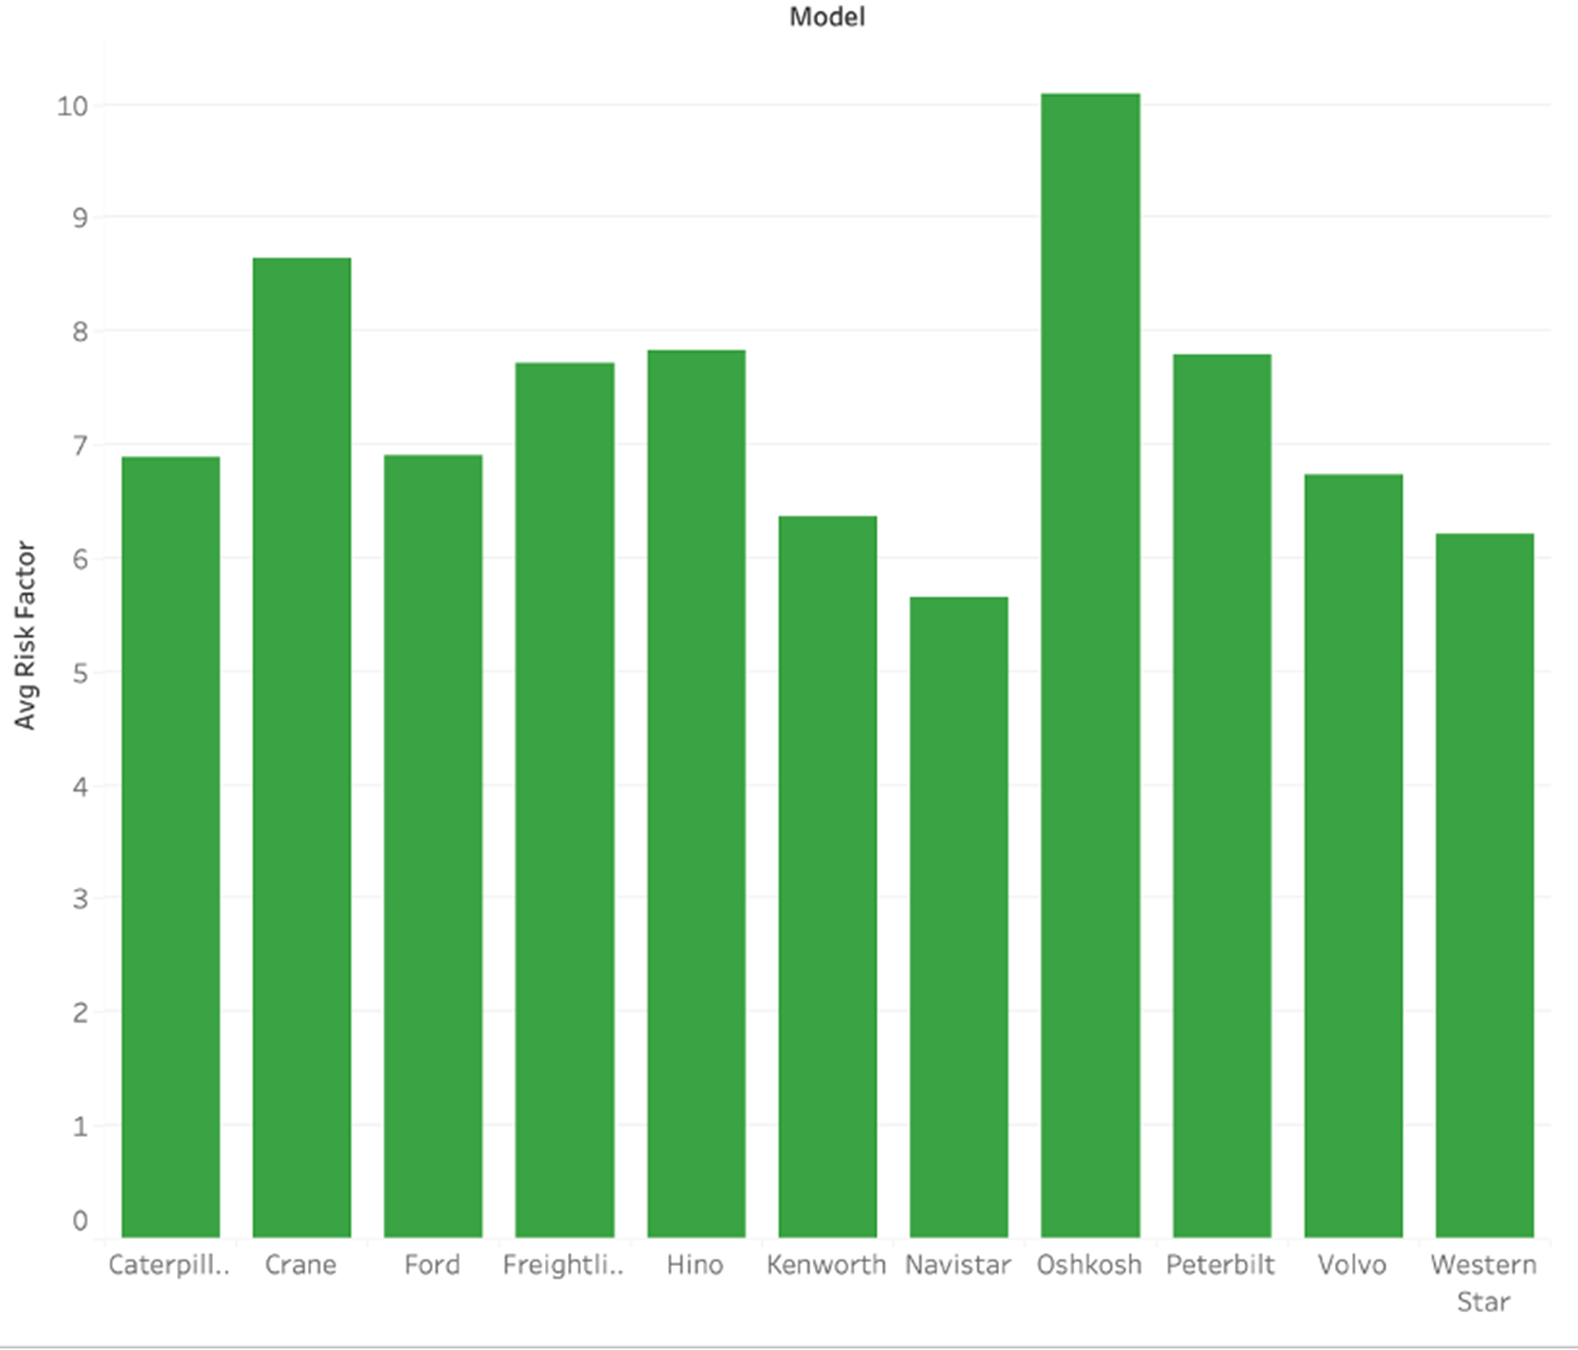 Model
Avg Risk Factor
10
9
8
7
6
5
4
3
2
1
0
Caterpill.. Crane Ford Freightli.. Hino Kenworth Navistar Oshkosh Peterbilt Volvo Western
Star